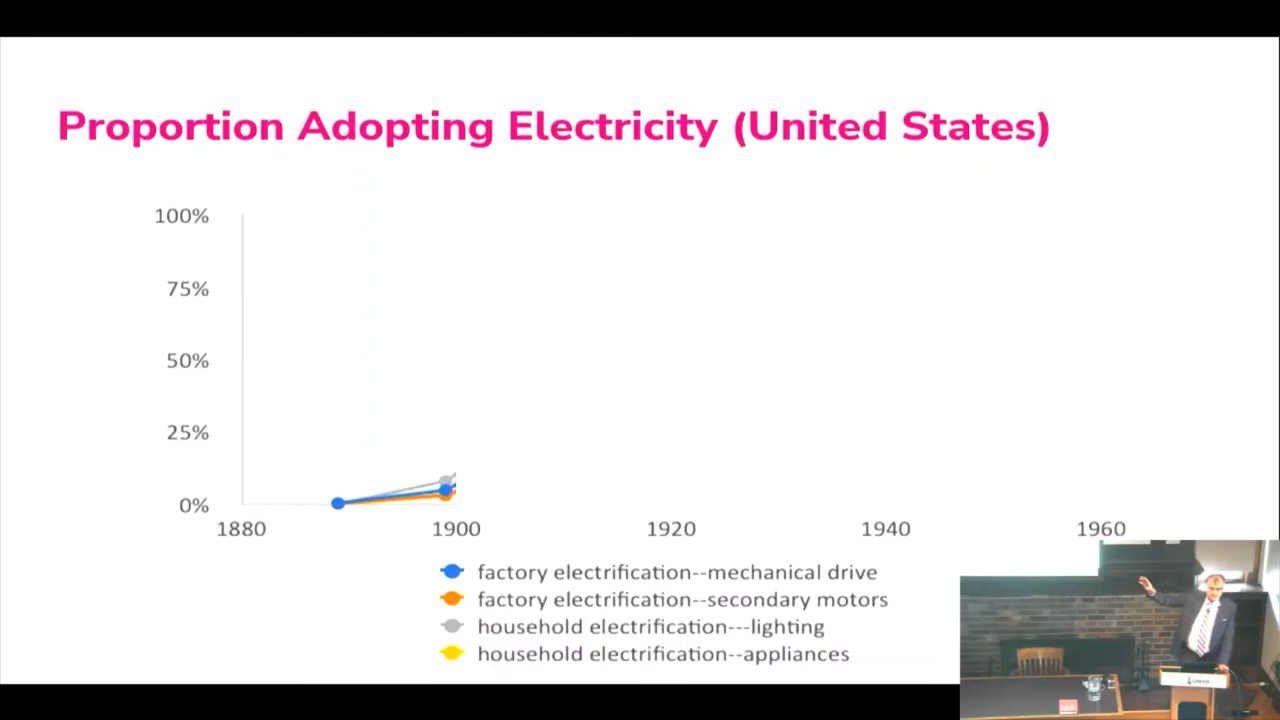 Proportion Adopting Electricity (United States)
100%
75%
50%
25%
0%
1880 1900 1920 1940 1960
factory electrification--mechanical drive
factory electrification--secondary motors
household electrification---lighting
household electrification--appliances
GREEN